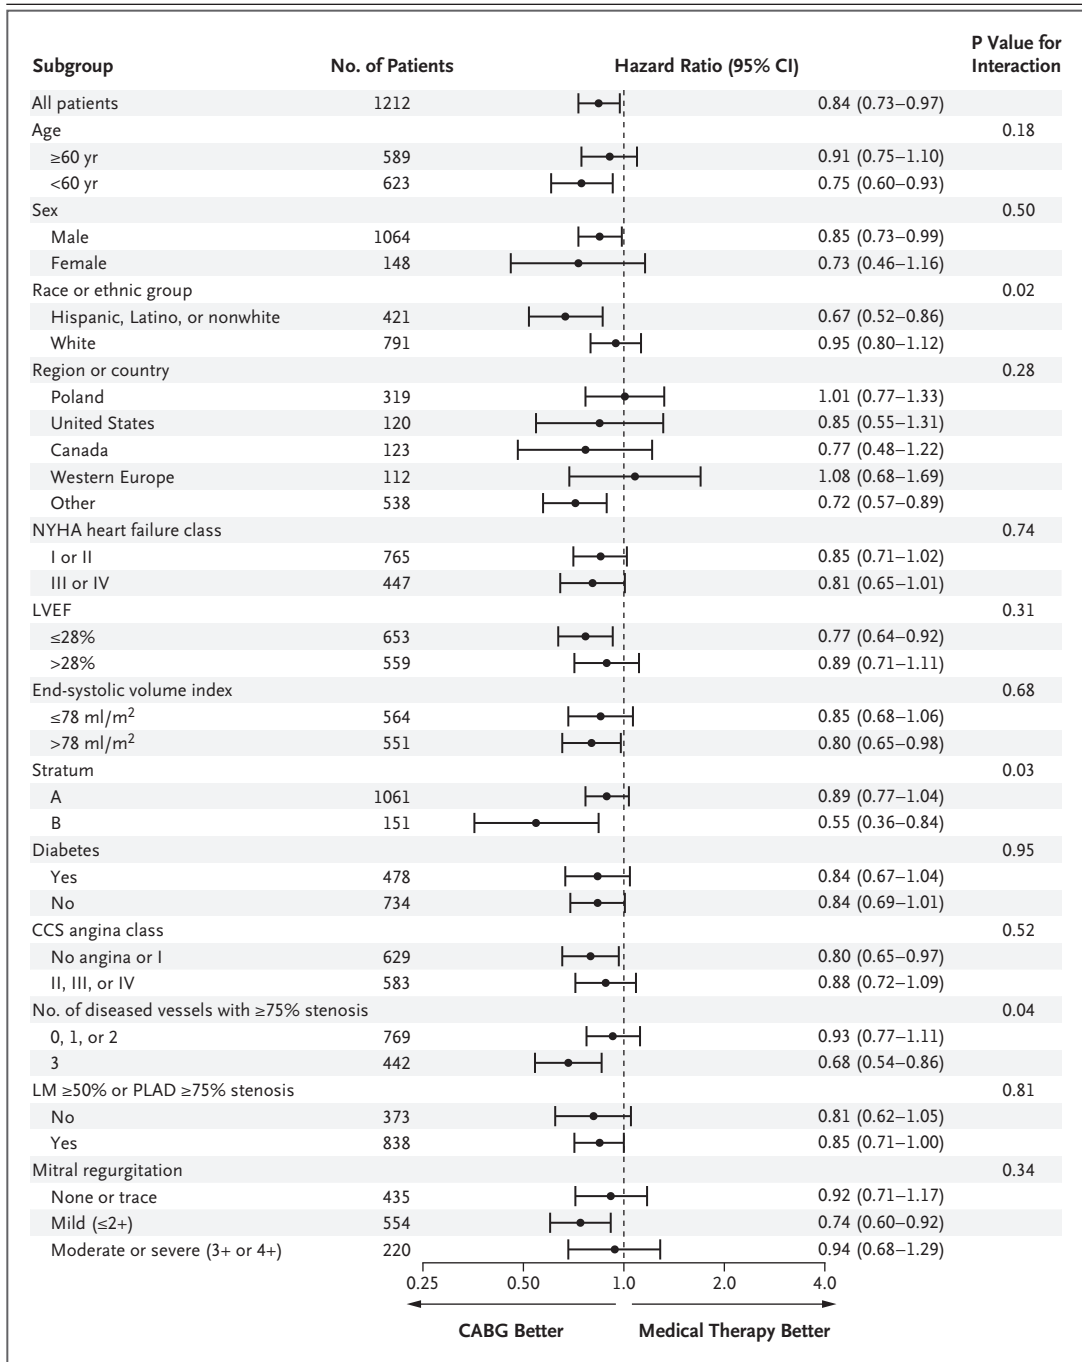 Subgroup No. of Patients Hazard Ratio (95% CI) P Value for Interaction
All patients 1212 0.84 (0.73–0.97)
Age 0.18
≥60 yr 589 0.91 (0.75–1.10)
<60 yr 623 0.75 (0.60–0.93)
Sex 0.50
Male 1064 0.85 (0.73–0.99)
Female 148 0.73 (0.46–1.16)
Race or ethnic group 0.02
Hispanic, Latino, or nonwhite 421 0.67 (0.52–0.86)
White 791 0.95 (0.80–1.12)
Region or country 0.28
Poland 319 1.01 (0.77–1.33)
United States 120 0.85 (0.55–1.31)
Canada 123 0.77 (0.48–1.22)
Western Europe 112 1.08 (0.68–1.69)
Other 538 0.72 (0.57–0.89)
NYHA heart failure class 0.74
I or II 765 0.85 (0.71–1.02)
III or IV 447 0.81 (0.65–1.01)
LVEF 0.31
≤28% 653 0.77 (0.64–0.92)
>28% 559 0.89 (0.71–1.11)
End-systolic volume index 0.68
≤78 ml/m² 564 0.85 (0.68–1.06)
>78 ml/m² 551 0.80 (0.65–0.98)
Stratum 0.03
A 1061 0.89 (0.77–1.04)
B 151 0.55 (0.36–0.84)
Diabetes 0.95
Yes 478 0.84 (0.67–1.04)
No 734 0.84 (0.69–1.01)
CCS angina class 0.52
No angina or I 629 0.80 (0.65–0.97)
II, III, or IV 583 0.88 (0.72–1.09)
No. of diseased vessels with ≥75% stenosis 0.04
0, 1, or 2 769 0.93 (0.77–1.11)
3 442 0.68 (0.54–0.86)
LM ≥50% or PLAD ≥75% stenosis 0.81
No 373 0.81 (0.62–1.05)
Yes 838 0.85 (0.71–1.00)
Mitral regurgitation 0.34
None or trace 435 0.92 (0.71–1.17)
Mild (≤2+) 554 0.74 (0.60–0.92)
Moderate or severe (3+ or 4+) 220 0.94 (0.68–1.29)
0.25 0.50 1.0 2.0 4.0
CABG Better Medical Therapy Better